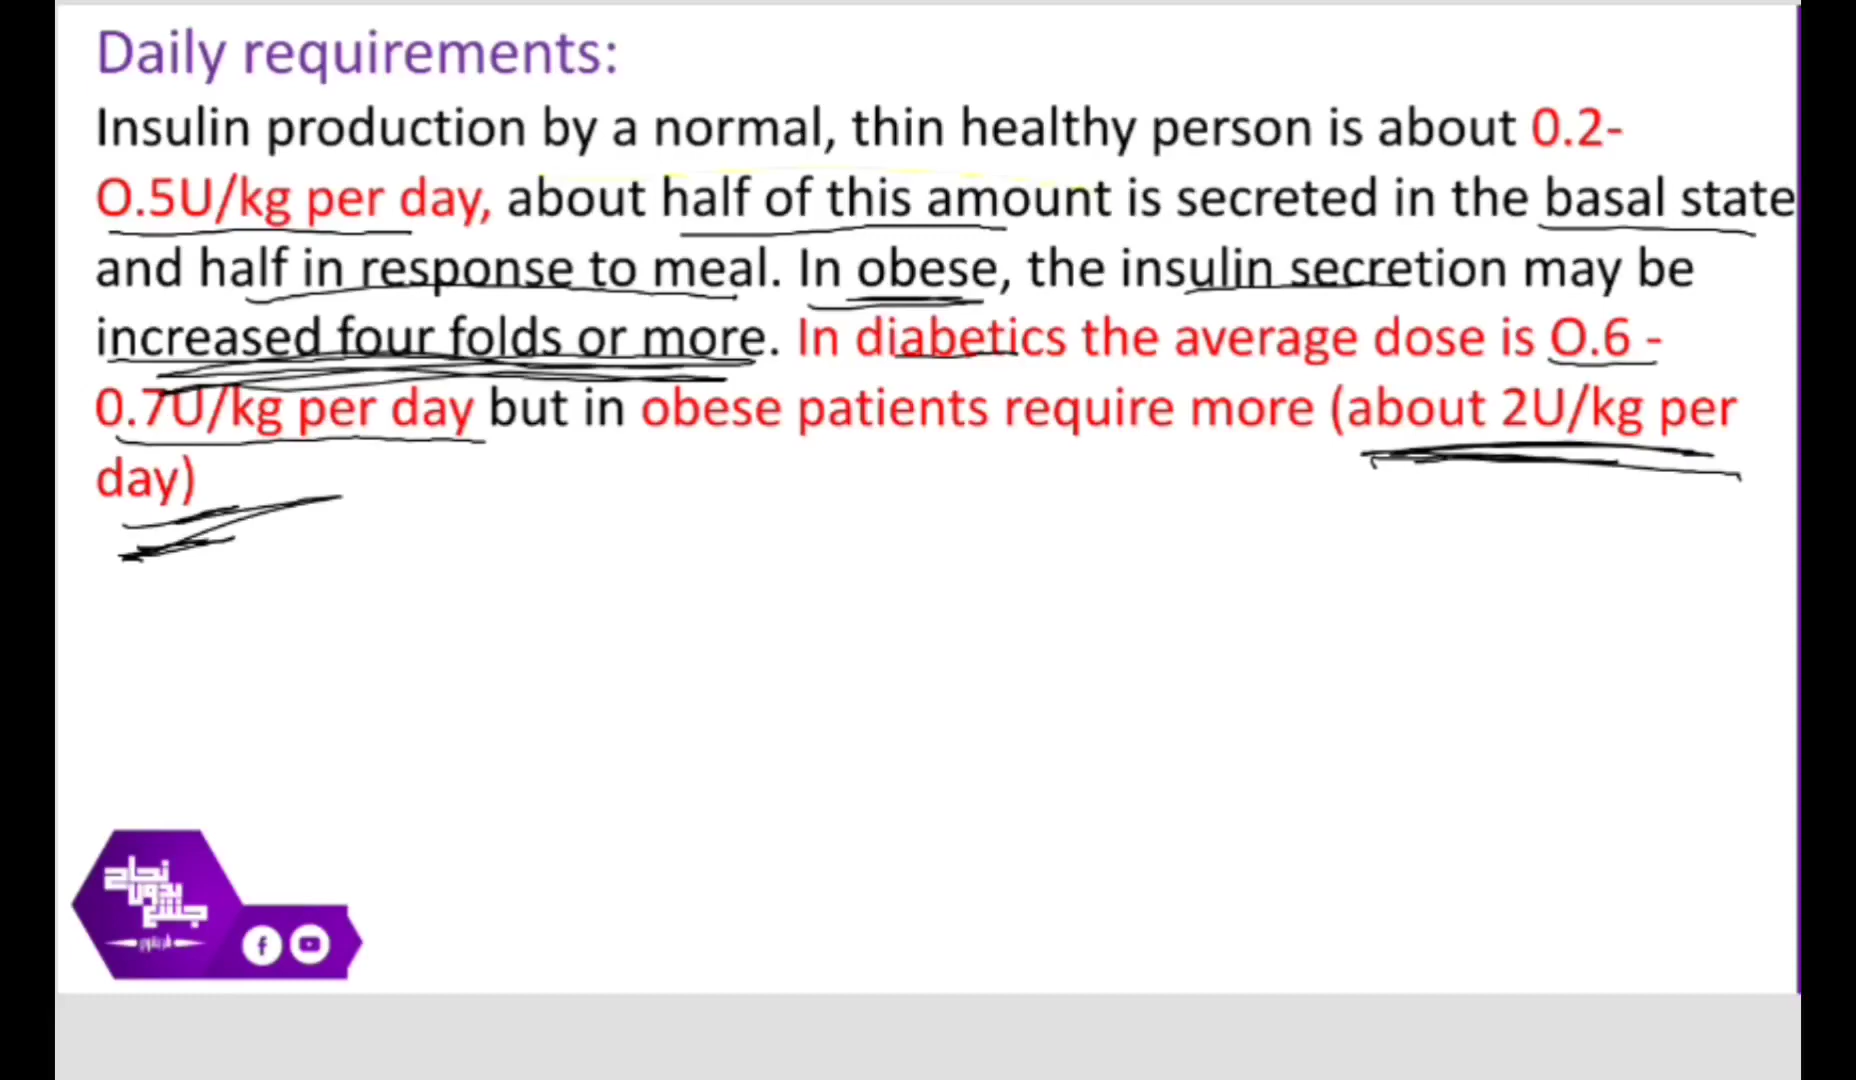 Daily requirements:
Insulin production by a normal, thin healthy person is about 0.2-
O.5U/kg per day, about half of this amount is secreted in the basal state
and half in response to meal. In obese, the insulin secretion may be
increased four folds or more. In diabetics the average dose is O.6 -
0.7U/kg per day but in obese patients require more (about 2U/kg per
day)
نجاح
بدون